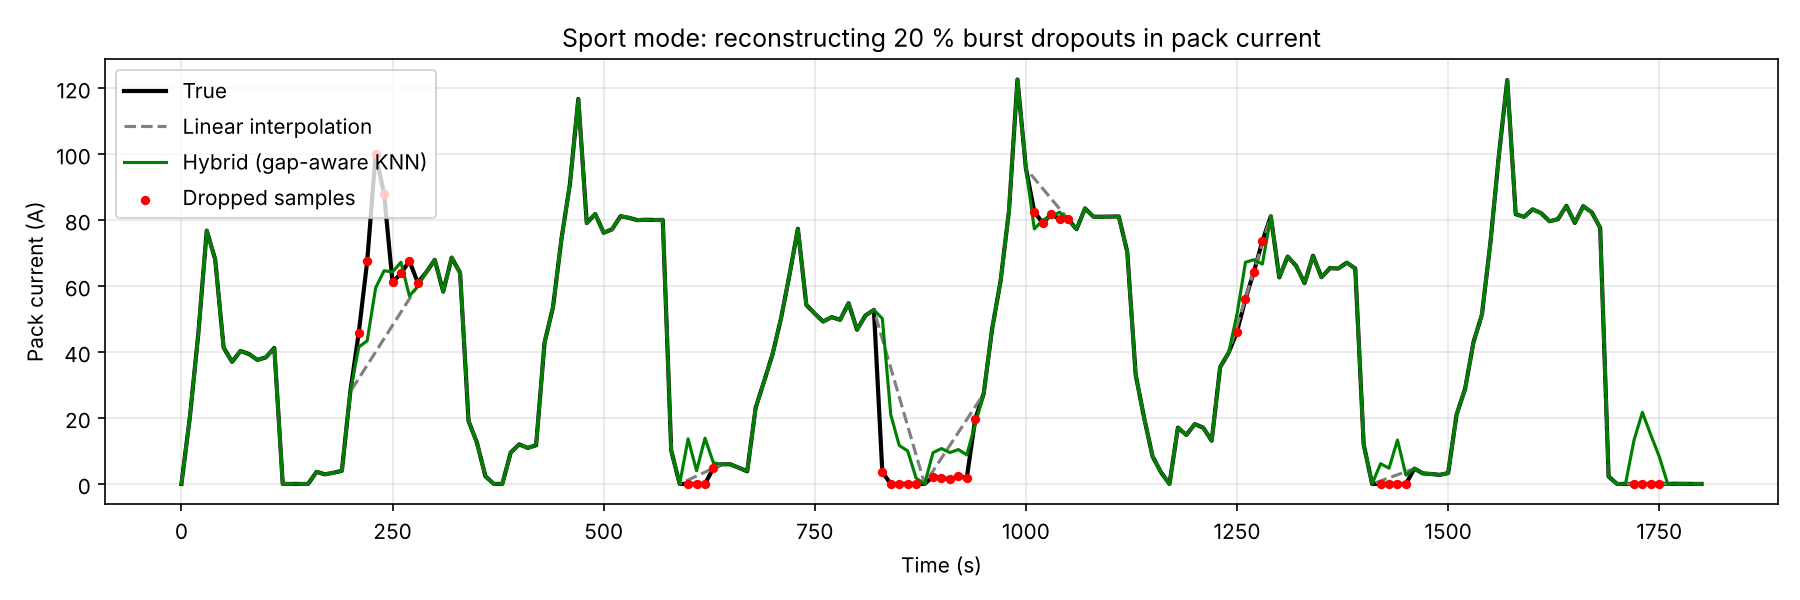 Sport mode: reconstructing 20 % burst dropouts in pack current
True
Linear interpolation
Hybrid (gap-aware KNN)
Dropped samples
Pack current (A)
120
100
80
60
40
20
0
0 250 500 750 1000 1250 1500 1750
Time (s)